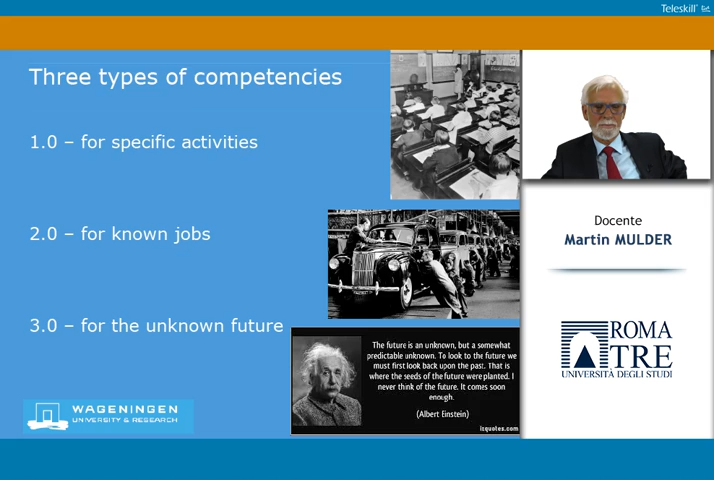 Teleskill
Three types of competencies
1.0 – for specific activities
2.0 – for known jobs
3.0 – for the unknown future
The future is an unknown, but a somewhat
predictable unknown. To look to the future we
must first look back upon the past. That is
where the seeds of the future were planted. I
never think of the future. It comes soon
enough.
(Albert Einstein)
izquotes.com
WAGENINGEN
UNIVERSITY & RESEARCH
Docente
Martin MULDER
ROMA
TRE
UNIVERSITÀ DEGLI STUDI